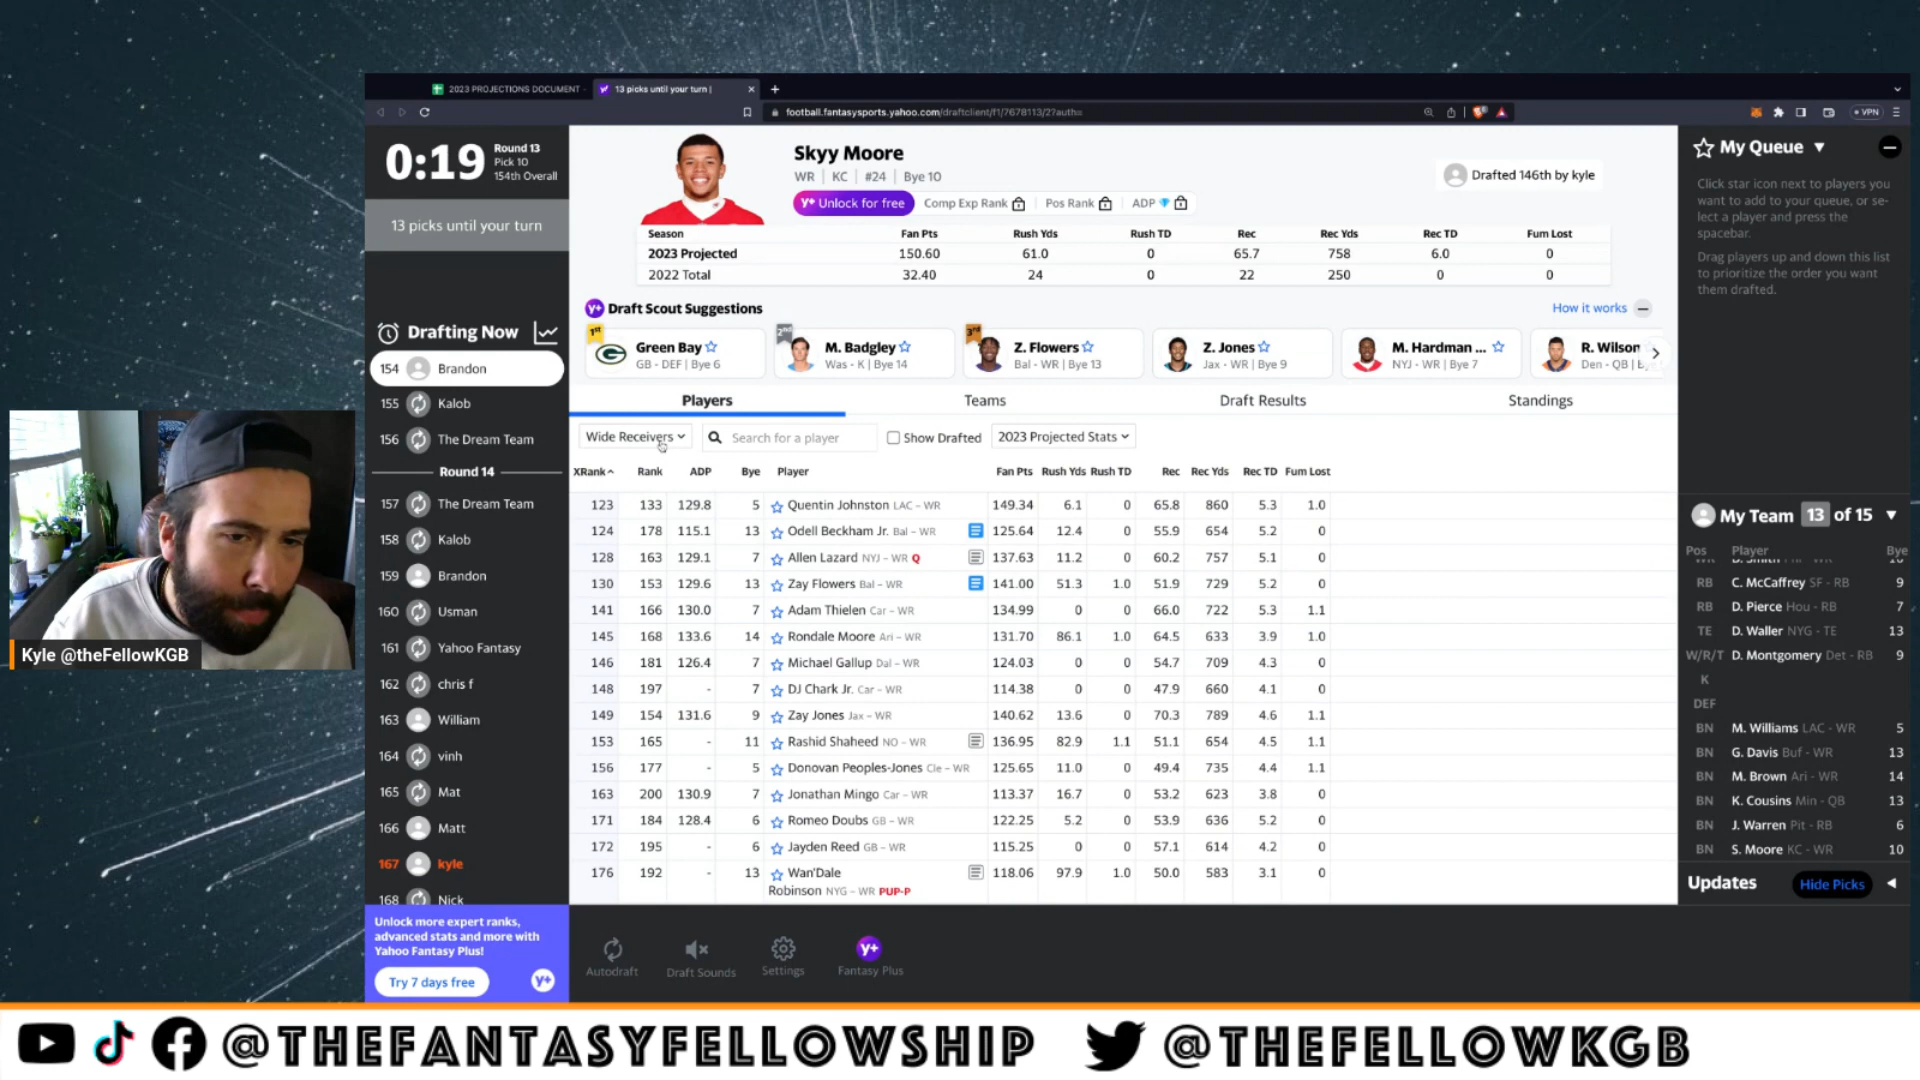 2023 PROJECTIONS DOCUMENT
13 picks until your turn |
football.fantasysports.yahoo.com/draftclient/f1/7678113/2?auth=
VPN
0:19
Round 13
Pick 10
154th Overall
13 picks until your turn
Drafting Now
154 Brandon
155 Kalob
156 The Dream Team
Round 14
157 The Dream Team
158 Kalob
159 Brandon
160 Usman
161 Yahoo Fantasy
162 chris f
163 William
164 vinh
165 Mat
166 Matt
167 kyle
168 Nick
Unlock more expert ranks,
advanced stats and more with
Yahoo Fantasy Plus!
Try 7 days free y+
Skyy Moore
WR | KC | #24 | Bye 10
Drafted 146th by kyle
y+ Unlock for free Comp Exp Rank | Pos Rank | ADP
Season Fan Pts Rush Yds Rush TD Rec Rec Yds Rec TD Fum Lost
2023 Projected 150.60 61.0 0 65.7 758 6.0 0
2022 Total 32.40 24 0 22 250 0 0
y+ Draft Scout Suggestions How it works
1st Green Bay GB - DEF | Bye 6
2nd M. Badgley Was - K | Bye 14
3rd Z. Flowers Bal - WR | Bye 13
Z. Jones Jax - WR | Bye 9
M. Hardman ... NYJ - WR | Bye 7
R. Wilson Den - QB |
Players Teams Draft Results Standings
Wide Receivers Search for a player Show Drafted 2023 Projected Stats
XRank Rank ADP Bye Player Fan Pts Rush Yds Rush TD Rec Rec Yds Rec TD Fum Lost
123 133 129.8 5 Quentin Johnston LAC - WR 149.34 6.1 0 65.8 860 5.3 1.0
124 178 115.1 13 Odell Beckham Jr. Bal - WR 125.64 12.4 0 55.9 654 5.2 0
128 163 129.1 7 Allen Lazard NYJ - WR Q 137.63 11.2 0 60.2 757 5.1 0
130 153 129.6 13 Zay Flowers Bal - WR 141.00 51.3 1.0 51.9 729 5.2 0
141 166 130.0 7 Adam Thielen Car - WR 134.99 0 0 66.0 722 5.3 1.1
145 168 133.6 14 Rondale Moore Ari - WR 131.70 86.1 1.0 64.5 633 3.9 1.0
146 181 126.4 7 Michael Gallup Dal - WR 124.03 0 0 54.7 709 4.3 0
148 197 - 7 DJ Chark Jr. Car - WR 114.38 0 0 47.9 660 4.1 0
149 154 131.6 9 Zay Jones Jax - WR 140.62 13.6 0 70.3 789 4.6 1.1
153 165 - 11 Rashid Shaheed NO - WR 136.95 82.9 1.1 51.1 654 4.5 1.1
156 177 - 5 Donovan Peoples-Jones Cle - WR 125.65 11.0 0 49.4 735 4.4 1.1
163 200 130.9 7 Jonathan Mingo Car - WR 113.37 16.7 0 53.2 623 3.8 0
171 184 128.4 6 Romeo Doubs GB - WR 122.25 5.2 0 53.9 636 5.2 0
172 195 - 6 Jayden Reed GB - WR 115.25 0 0 57.1 614 4.2 0
176 192 - 13 Wan'Dale 118.06 97.9 1.0 50.0 583 3.1 0
Robinson NYG - WR PUP-P
Autodraft Draft Sounds Settings y+ Fantasy Plus
My Queue
Click star icon next to players you
want to add to your queue, or se-
lect a player and press the
spacebar.
Drag players up and down this list
to prioritize the order you want
them drafted.
My Team 13 of 15
Pos Player Bye
RB C. McCaffrey SF - RB 9
RB D. Pierce Hou - RB 7
TE D. Waller NYG - TE 13
W/R/T D. Montgomery Det - RB 9
K
DEF
BN M. Williams LAC - WR 5
BN G. Davis Buf - WR 13
BN M. Brown Ari - WR 14
BN K. Cousins Min - QB 13
BN J. Warren Pit - RB 6
BN S. Moore KC - WR 10
Updates Hide Picks
Kyle @theFellowKGB
@THEFANTASYFELLOWSHIP @THEFELLOWKGB